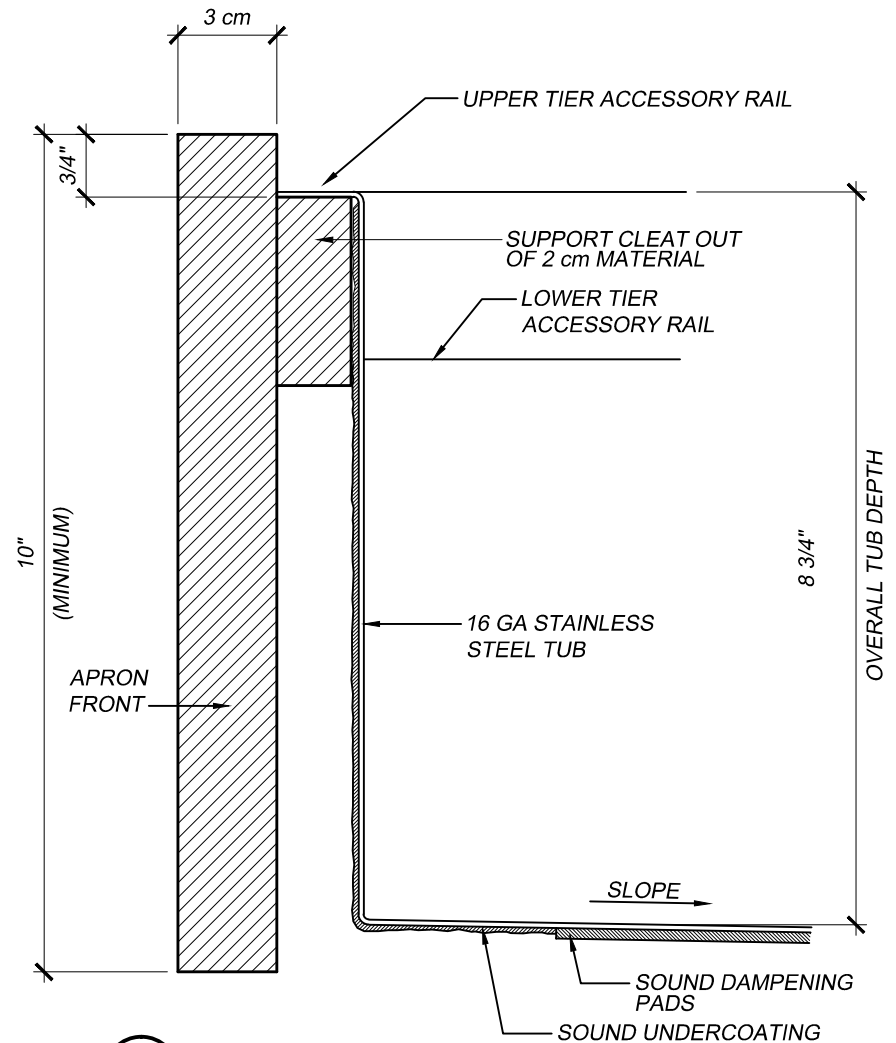 3 cm
UPPER TIER ACCESSORY RAIL
3/4"
SUPPORT CLEAT OUT
OF 2 cm MATERIAL
LOWER TIER
ACCESSORY RAIL
10"
(MINIMUM)
8 3/4"
OVERALL TUB DEPTH
16 GA STAINLESS
STEEL TUB
APRON
FRONT
SLOPE
SOUND DAMPENING
PADS
SOUND UNDERCOATING